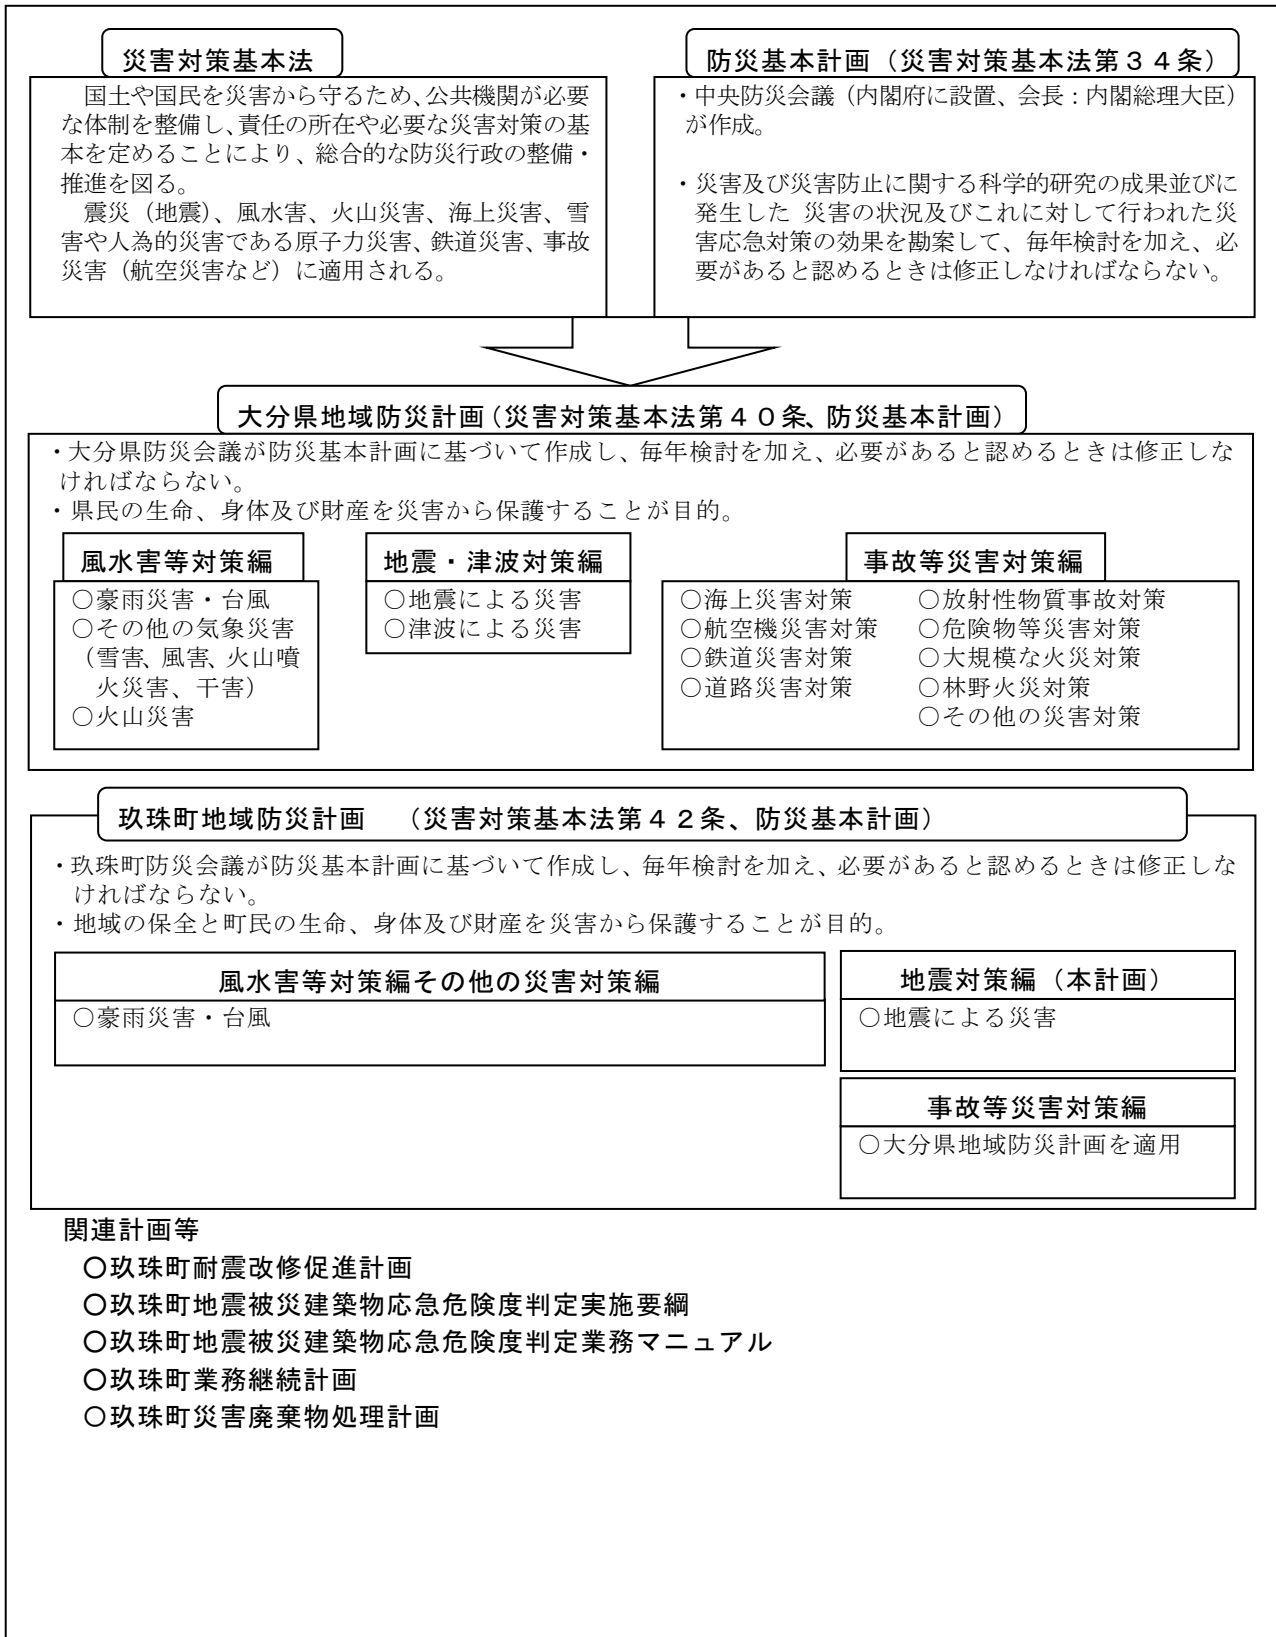 災害対策基本法
国土や国民を災害から守るため、公共機関が必要
な体制を整備し、責任の所在や必要な災害対策の基
本を定めることにより、総合的な防災行政の整備・
推進を図る。
震災（地震）、風水害、火山災害、海上災害、雪
害や人為的災害である原子力災害、鉄道災害、事故
災害（航空災害など）に適用される。
防災基本計画（災害対策基本法第３４条）
・中央防災会議（内閣府に設置、会長：内閣総理大臣）
が作成。
・災害及び災害防止に関する科学的研究の成果並びに
発生した 災害の状況及びこれに対して行われた災
害応急対策の効果を勘案して、毎年検討を加え、必
要があると認めるときは修正しなければならない。
大分県地域防災計画（災害対策基本法第４０条、防災基本計画）
・大分県防災会議が防災基本計画に基づいて作成し、毎年検討を加え、必要があると認めるときは修正しな
ければならない。
・県民の生命、身体及び財産を災害から保護することが目的。
風水害等対策編
○豪雨災害・台風
○その他の気象災害
（雪害、風害、火山噴
火災害、干害）
○火山災害
地震・津波対策編
○地震による災害
○津波による災害
事故等災害対策編
○海上災害対策
○航空機災害対策
○鉄道災害対策
○道路災害対策
○放射性物質事故対策
○危険物等災害対策
○大規模な火災対策
○林野火災対策
○その他の災害対策
玖珠町地域防災計画　（災害対策基本法第４２条、防災基本計画）
・玖珠町防災会議が防災基本計画に基づいて作成し、毎年検討を加え、必要があると認めるときは修正しな
ければならない。
・地域の保全と町民の生命、身体及び財産を災害から保護することが目的。
風水害等対策編その他の災害対策編
○豪雨災害・台風
地震対策編（本計画）
○地震による災害
事故等災害対策編
○大分県地域防災計画を適用
関連計画等
○玖珠町耐震改修促進計画
○玖珠町地震被災建築物応急危険度判定実施要綱
○玖珠町地震被災建築物応急危険度判定業務マニュアル
○玖珠町業務継続計画
○玖珠町災害廃棄物処理計画